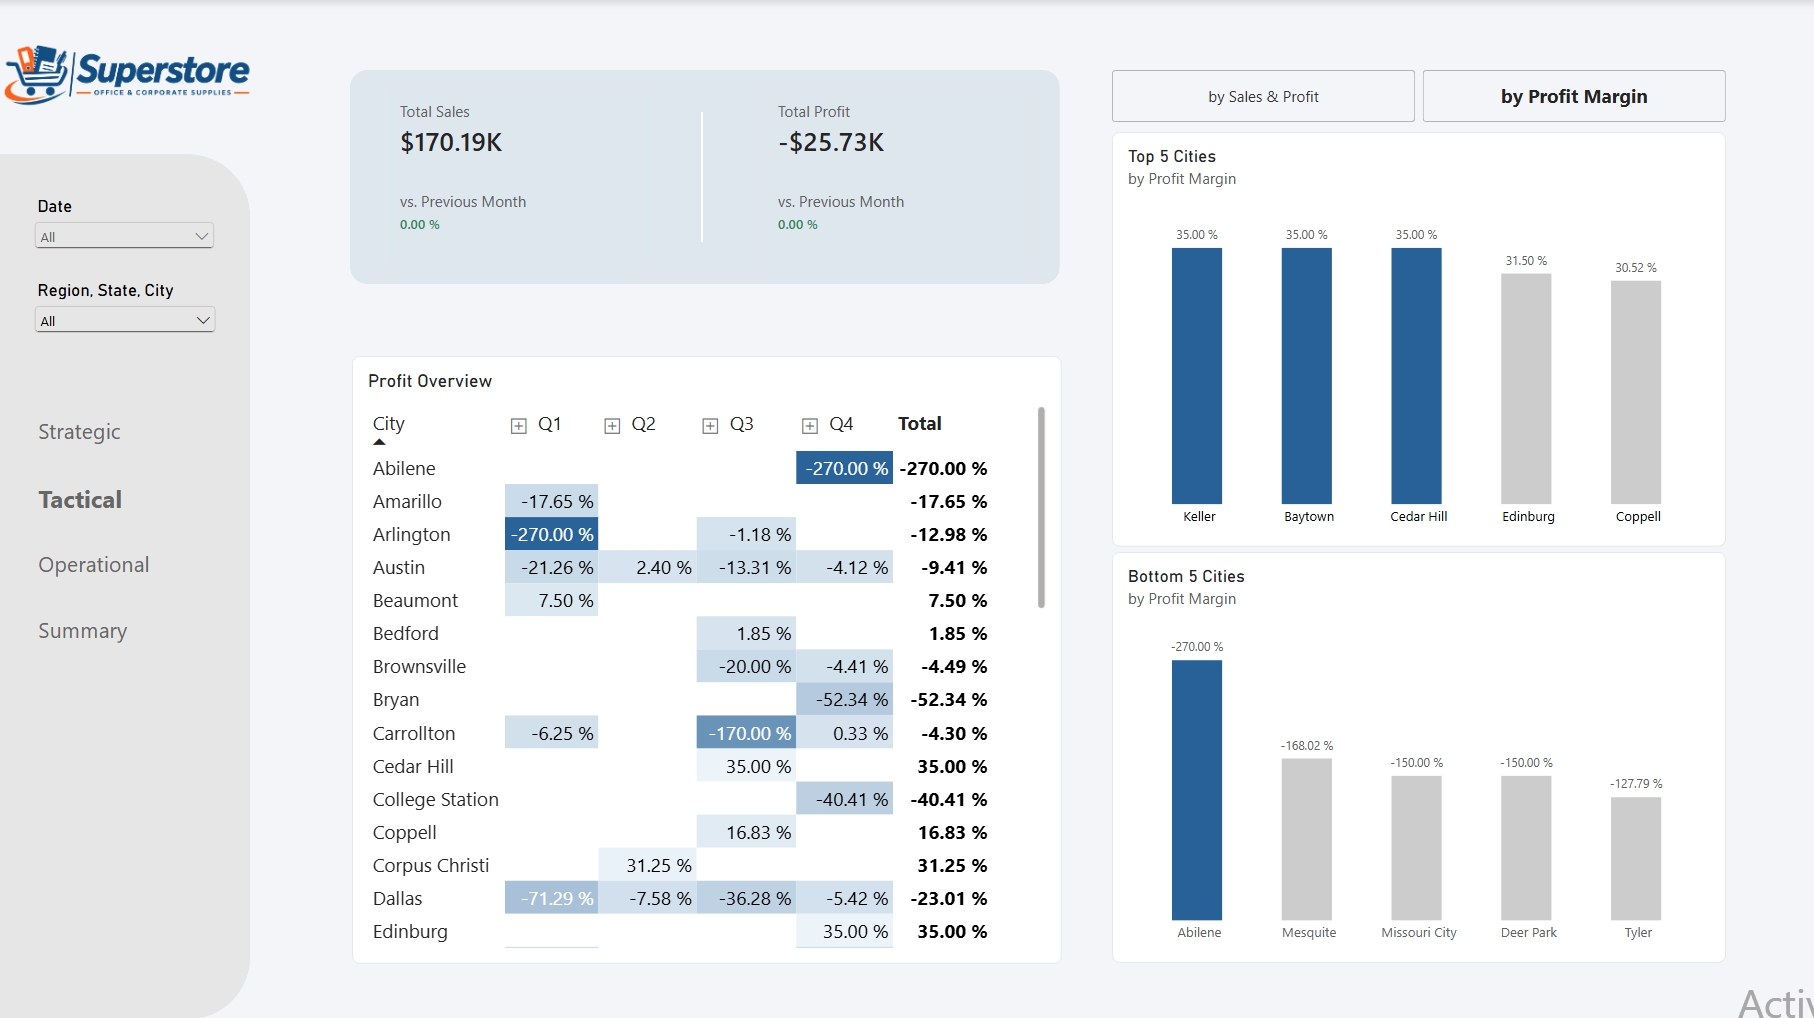 Superstore
OFFICE & CORPORATE SUPPLIES
Date
All
Region, State, City
All
Strategic
Tactical
Operational
Summary
Total Sales
$170.19K
vs. Previous Month
0.00 %
Total Profit
-$25.73K
vs. Previous Month
0.00 %
Profit Overview
City Q1 Q2 Q3 Q4 Total
Abilene -270.00 % -270.00 %
Amarillo -17.65 % -17.65 %
Arlington -270.00 % -1.18 % -12.98 %
Austin -21.26 % 2.40 % -13.31 % -4.12 % -9.41 %
Beaumont 7.50 % 7.50 %
Bedford 1.85 % 1.85 %
Brownsville -20.00 % -4.41 % -4.49 %
Bryan -52.34 % -52.34 %
Carrollton -6.25 % -170.00 % 0.33 % -4.30 %
Cedar Hill 35.00 % 35.00 %
College Station -40.41 % -40.41 %
Coppell 16.83 % 16.83 %
Corpus Christi 31.25 % 31.25 %
Dallas -71.29 % -7.58 % -36.28 % -5.42 % -23.01 %
Edinburg 35.00 % 35.00 %
by Sales & Profit
by Profit Margin
Top 5 Cities
by Profit Margin
35.00 % 35.00 % 35.00 % 31.50 % 30.52 %
Keller Baytown Cedar Hill Edinburg Coppell
Bottom 5 Cities
by Profit Margin
-270.00 % -168.02 % -150.00 % -150.00 % -127.79 %
Abilene Mesquite Missouri City Deer Park Tyler